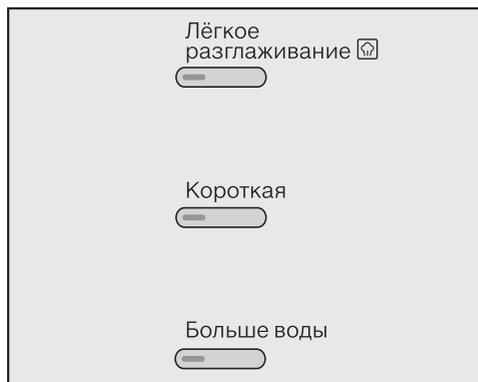 Лёгкое
разглаживание
Короткая
Больше воды